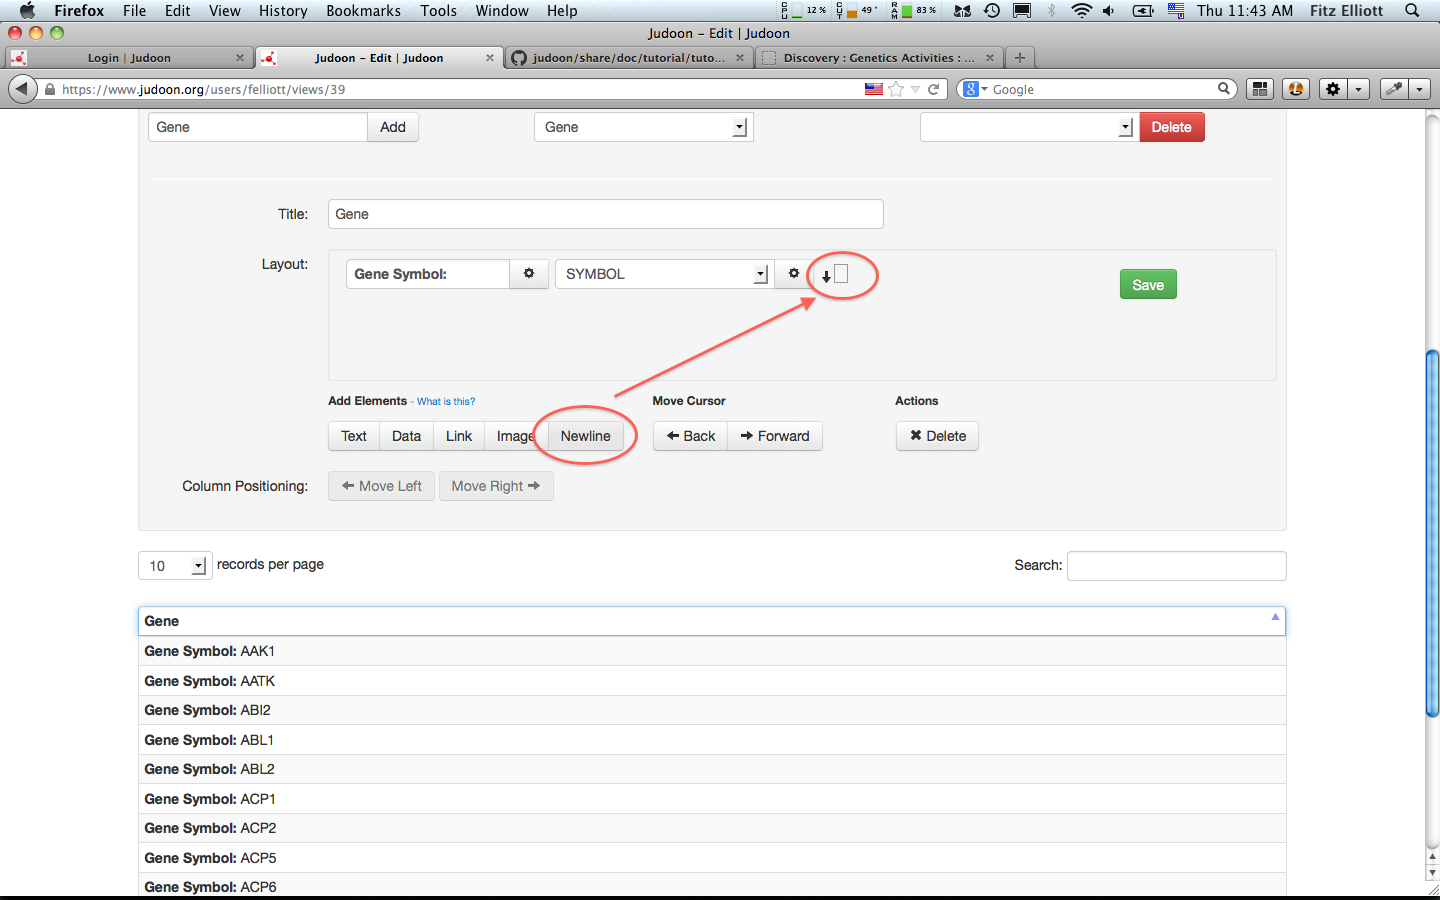 Firefox File Edit View History Bookmarks Tools Window Help CPU 12 % CUT 49 ° RAM 83 % Thu 11:43 AM Fitz Elliott
Judoon – Edit | Judoon
Login | Judoon × Judoon – Edit | Judoon × judoon/share/doc/tutorial/tuto... × Discovery : Genetics Activities : ... × +
https://www.judoon.org/users/felliott/views/39 Google
Gene Add Gene Delete
Title: Gene
Layout: Gene Symbol: SYMBOL Save
Add Elements - What is this? Move Cursor Actions
Text Data Link Image Newline Back Forward Delete
Column Positioning: Move Left Move Right
10 records per page Search:
Gene
Gene Symbol: AAK1
Gene Symbol: AATK
Gene Symbol: ABI2
Gene Symbol: ABL1
Gene Symbol: ABL2
Gene Symbol: ACP1
Gene Symbol: ACP2
Gene Symbol: ACP5
Gene Symbol: ACP6